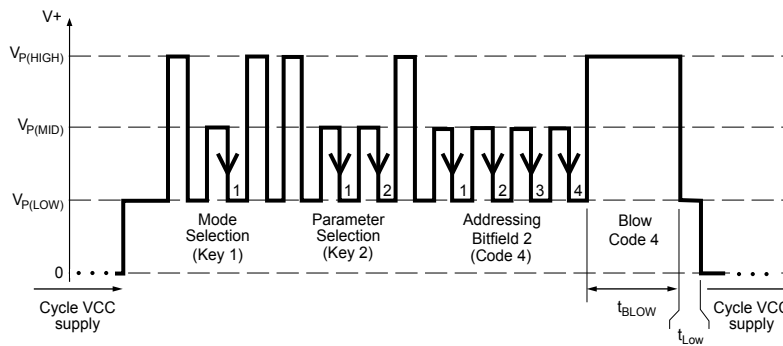 V+
VP(HIGH)
VP(MID)
VP(LOW)
0
1
1
2
1
2
3
4
Mode
Selection
(Key 1)
Parameter
Selection
(Key 2)
Addressing
Bitfield 2
(Code 4)
Blow
Code 4
Cycle VCC
supply
tBLOW
tLow
Cycle VCC
supply